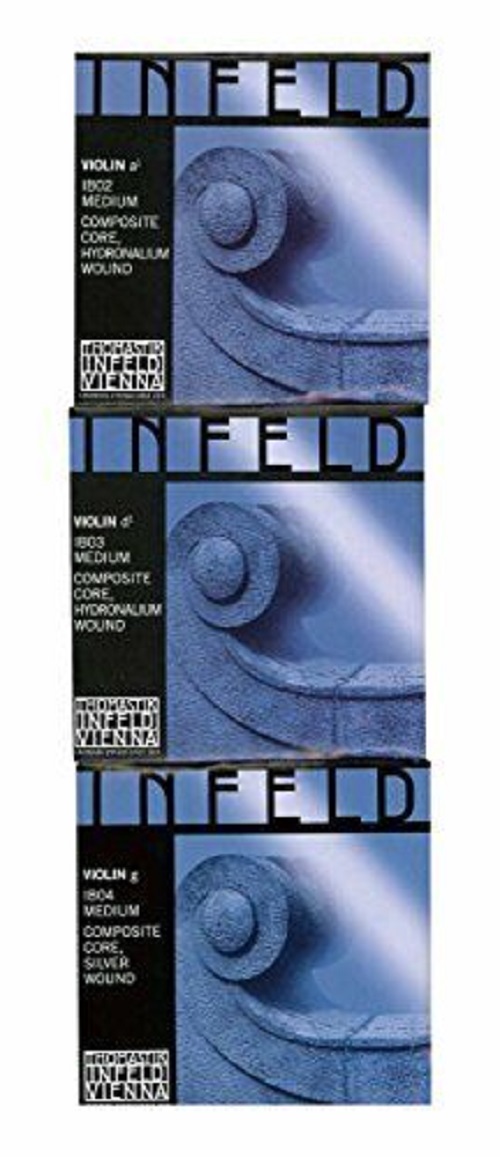 INFELD
VIOLIN a¹
IB02
MEDIUM
COMPOSITE
CORE,
HYDRONALIUM
WOUND
THOMASTIK
INFELD
VIENNA
INFELD
VIOLIN d¹
IB03
MEDIUM
COMPOSITE
CORE,
HYDRONALIUM
WOUND
THOMASTIK
INFELD
VIENNA
INFELD
VIOLIN g
IB04
MEDIUM
COMPOSITE
CORE,
SILVER
WOUND
THOMASTIK
INFELD
VIENNA